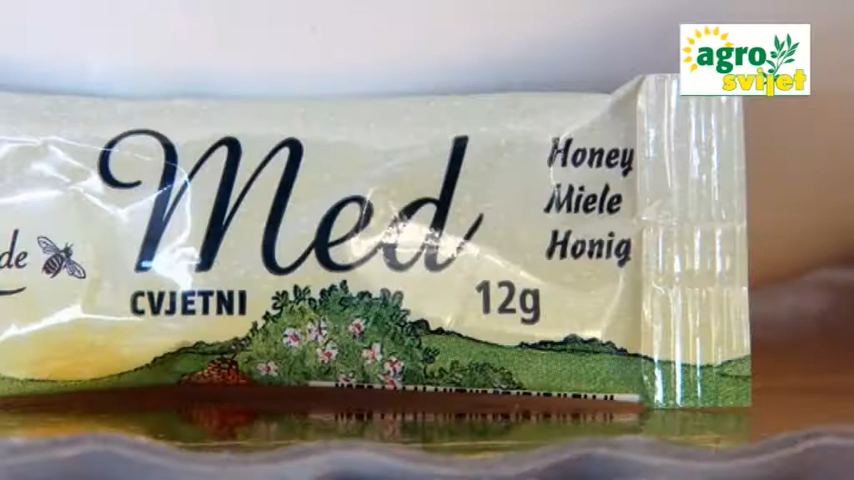 agro
svijet
Med
Honey
Miele
Honig
de
CVJETNI
12g